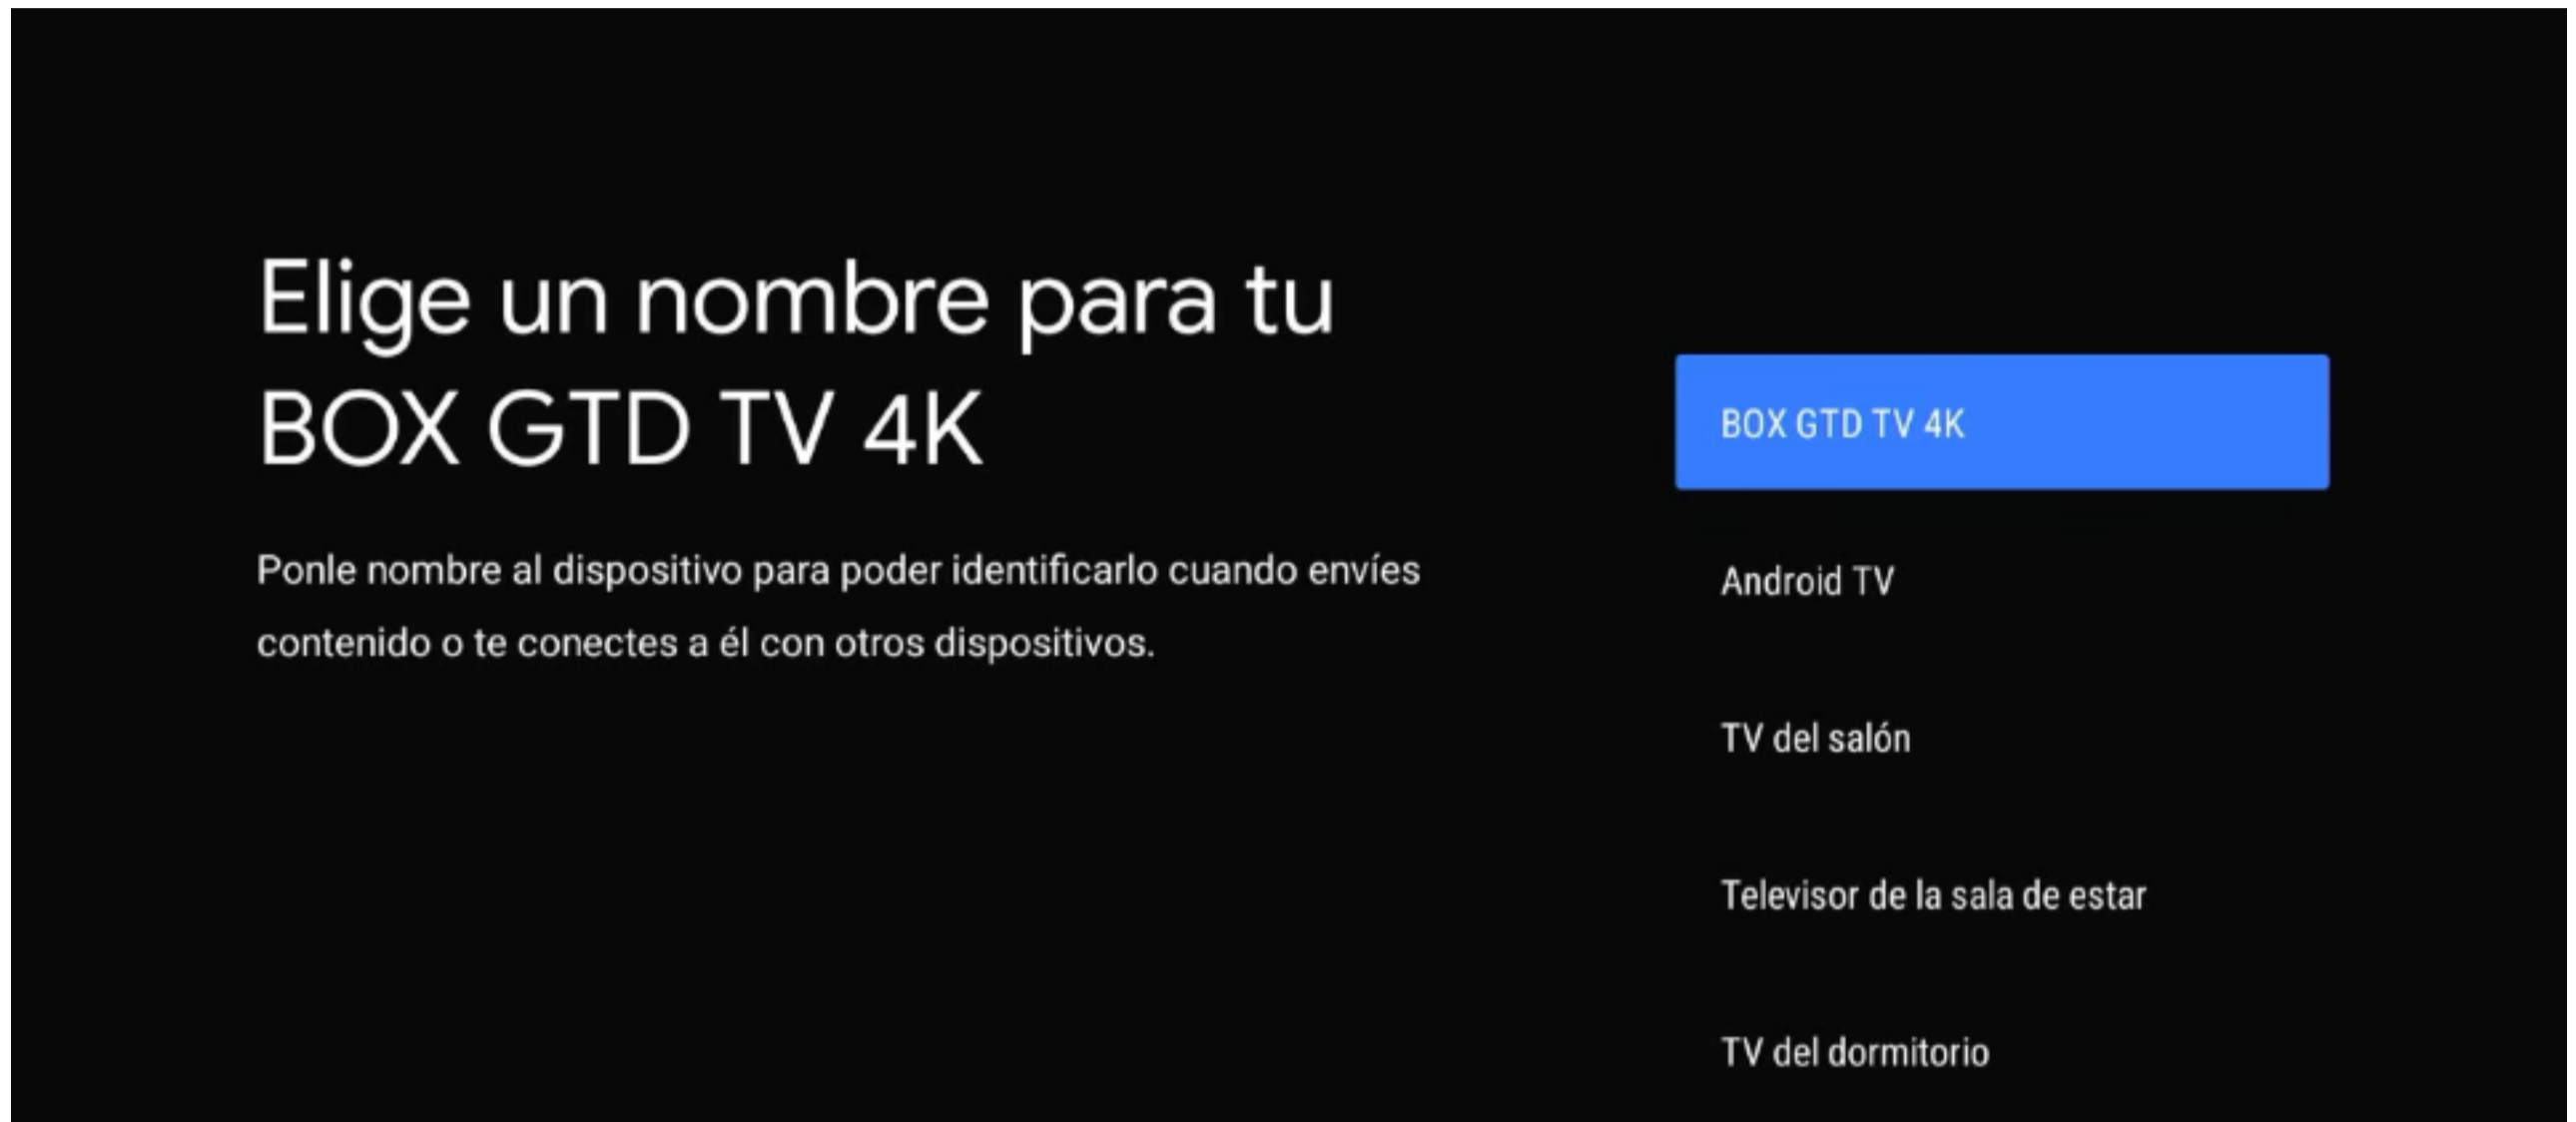 Elige un nombre para tu
BOX GTD TV 4K
Ponle nombre al dispositivo para poder identificarlo cuando envíes
contenido o te conectes a él con otros dispositivos.
BOX GTD TV 4K
Android TV
TV del salón
Televisor de la sala de estar
TV del dormitorio